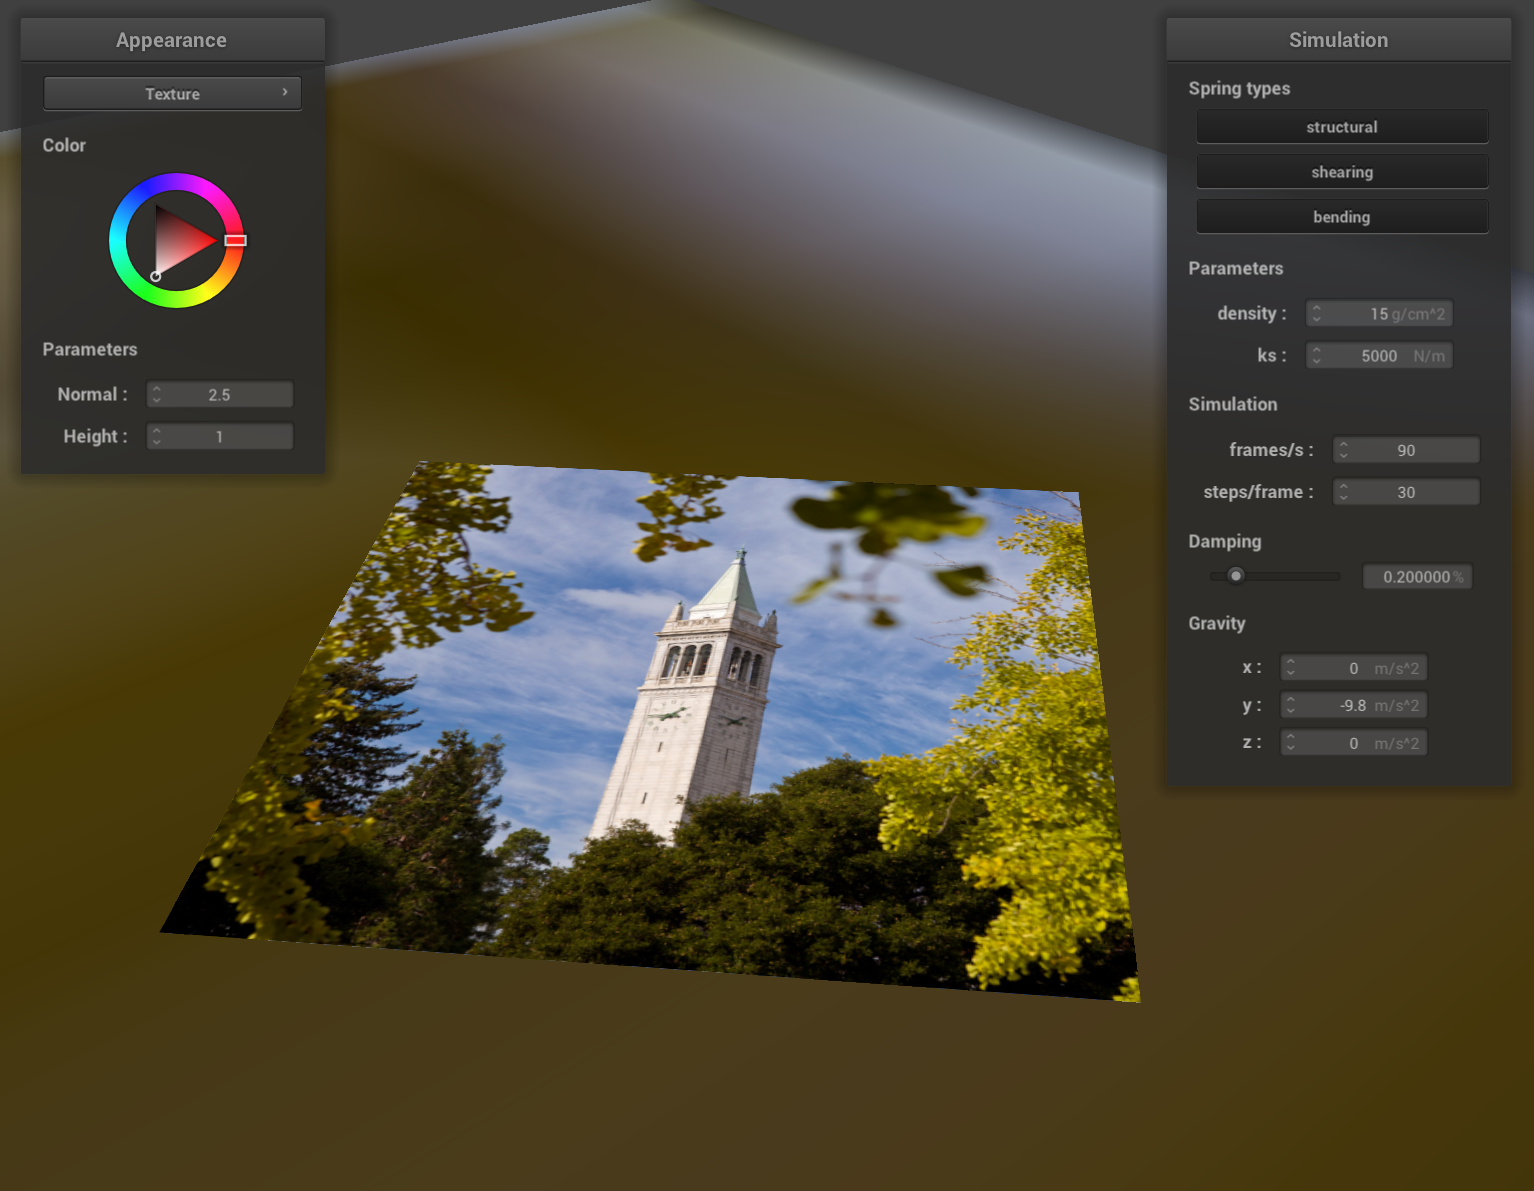 Appearance
Texture ›
Color
Parameters
Normal : 2.5
Height : 1
Simulation
Spring types
structural
shearing
bending
Parameters
density : 15 g/cm^2
ks : 5000 N/m
Simulation
frames/s : 90
steps/frame : 30
Damping
0.200000 %
Gravity
x : 0 m/s^2
y : -9.8 m/s^2
z : 0 m/s^2